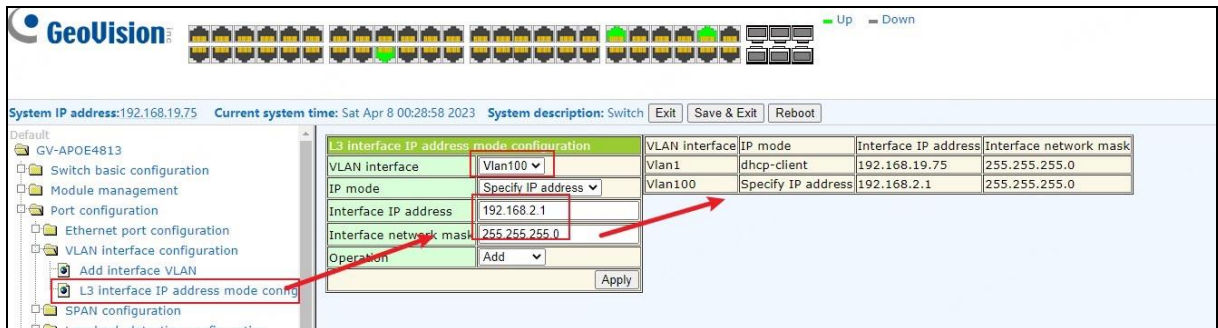 GeoVision
Up Down
System IP address:192.168.19.75 Current system time: Sat Apr 8 00:28:58 2023 System description: Switch Exit Save & Exit Reboot
Default
GV-APOE4813
Switch basic configuration
Module management
Port configuration
Ethernet port configuration
VLAN interface configuration
Add interface VLAN
L3 interface IP address mode config
SPAN configuration
L3 interface IP address mode configuration
VLAN interface Vlan100
IP mode Specify IP address
Interface IP address 192.168.2.1
Interface network mask 255.255.255.0
Operation Add
Apply
VLAN interface IP mode Interface IP address Interface network mask
Vlan1 dhcp-client 192.168.19.75 255.255.255.0
Vlan100 Specify IP address 192.168.2.1 255.255.255.0